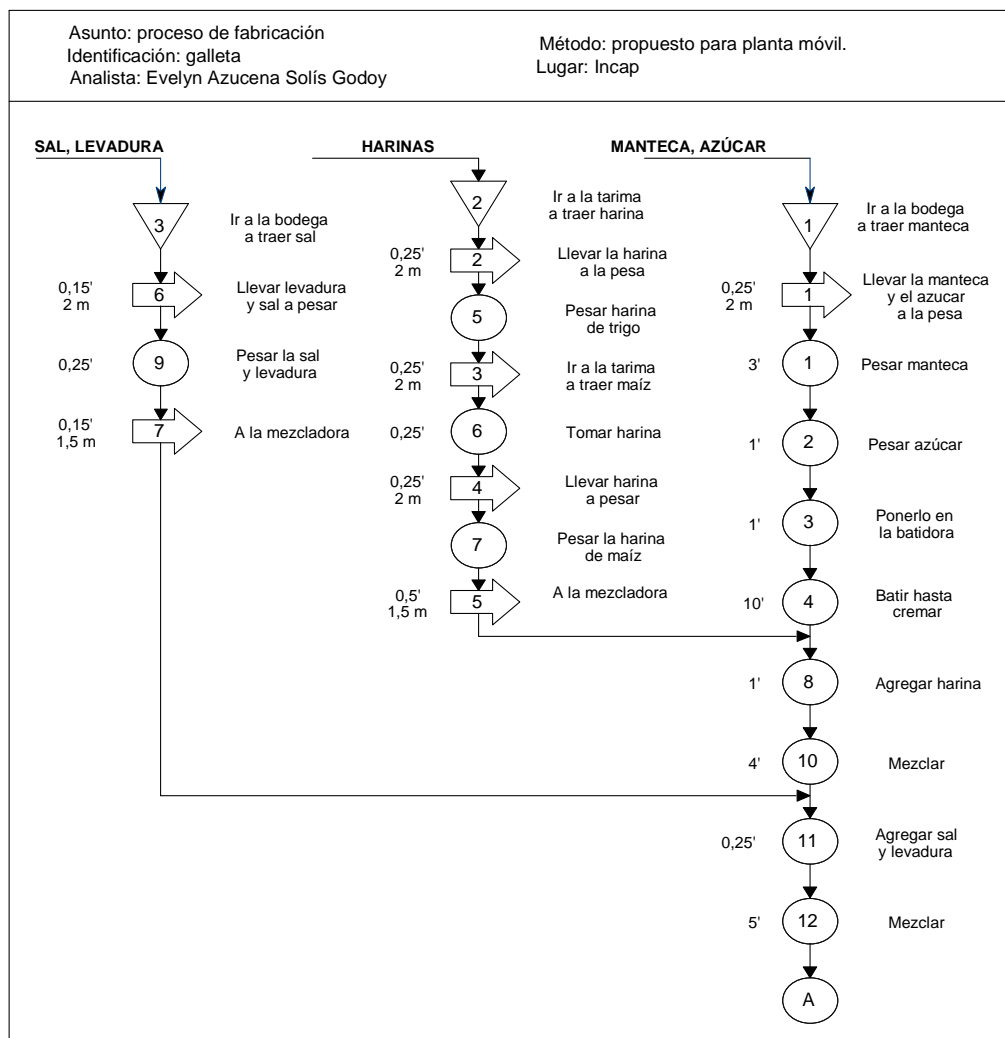 Asunto: proceso de fabricación
Identificación: galleta
Analista: Evelyn Azucena Solís Godoy
Método: propuesto para planta móvil.
Lugar: Incap
SAL, LEVADURA
3
Ir a la bodega
a traer sal
0,15'
2 m
6
Llevar levadura
y sal a pesar
0,25'
9
Pesar la sal
y levadura
0,15'
1,5 m
7
A la mezcladora
HARINAS
2
Ir a la tarima
a traer harina
0,25'
2 m
2
Llevar la harina
a la pesa
5
Pesar harina
de trigo
0,25'
2 m
3
Ir a la tarima
a traer maíz
0,25'
6
Tomar harina
0,25'
2 m
4
Llevar harina
a pesar
7
Pesar la harina
de maíz
0,5'
1,5 m
5
A la mezcladora
MANTECA, AZÚCAR
1
Ir a la bodega
a traer manteca
0,25'
2 m
1
Llevar la manteca
y el azucar
a la pesa
3'
1
Pesar manteca
1'
2
Pesar azúcar
1'
3
Ponerlo en
la batidora
10'
4
Batir hasta
cremar
1'
8
Agregar harina
4'
10
Mezclar
0,25'
11
Agregar sal
y levadura
5'
12
Mezclar
A